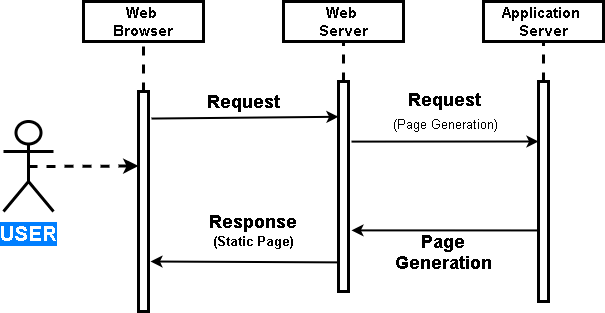 Web
Browser
Web
Server
Application
Server
Request
Request
(Page Generation)
USER
Response
(Static Page)
Page
Generation